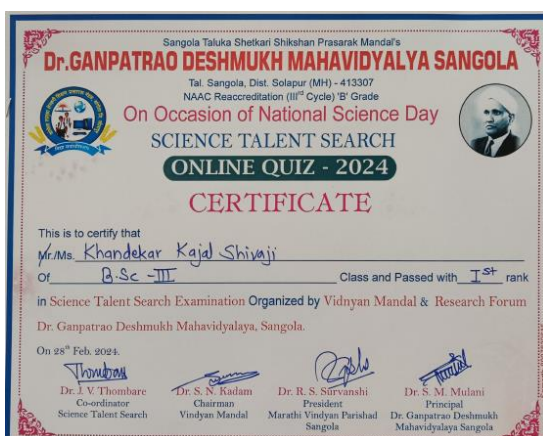 Sangola Taluka Shetkari Shikshan Prasarak Mandal's
Dr.GANPATRAO DESHMUKH MAHAVIDYALYA SANGOLA
Tal. Sangola, Dist. Solapur (MH) - 413307
NAAC Reaccreditation (IIIrd Cycle) 'B' Grade
On Occasion of National Science Day
SCIENCE TALENT SEARCH
ONLINE QUIZ - 2024
CERTIFICATE
This is to certify that
Mr./Ms. Khandekar Kajal Shivaji
Of B.Sc-III Class and Passed with Ist rank
in Science Talent Search Examination Organized by Vidnyan Mandal & Research Forum
Dr. Ganpatrao Deshmukh Mahavidyalaya, Sangola.
On 28th Feb. 2024.
Thombare
Dr. J. V. Thombare
Co-ordinator
Science Talent Search
Dr. S. N. Kadam
Chairman
Vindyan Mandal
Dr. R. S. Survanshi
President
Marathi Vindyan Parishad
Sangola
Dr. S. M. Mulani
Principal
Dr. Ganpatrao Deshmukh
Mahavidyalaya Sangola